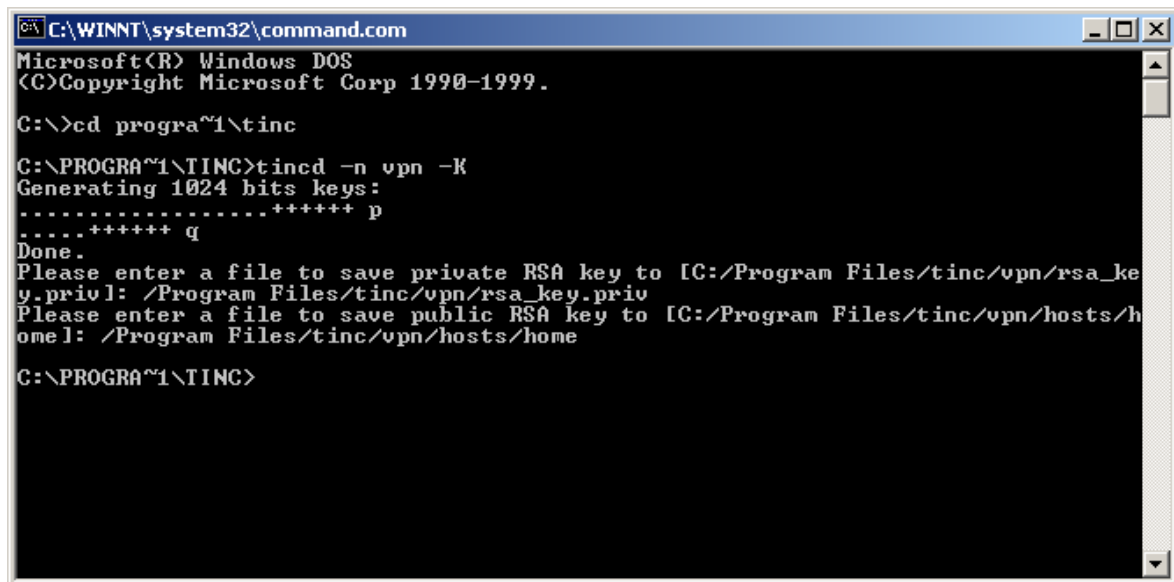 C:\WINNT\system32\command.com
Microsoft(R) Windows DOS
(C)Copyright Microsoft Corp 1990-1999.
C:\>cd progra~1\tinc
C:\PROGRA~1\TINC>tincd -n vpn -K
Generating 1024 bits keys:
..................++++++ p
.....++++++ q
Done.
Please enter a file to save private RSA key to [C:/Program Files/tinc/vpn/rsa_ke
y.priv]: /Program Files/tinc/vpn/rsa_key.priv
Please enter a file to save public RSA key to [C:/Program Files/tinc/vpn/hosts/h
ome]: /Program Files/tinc/vpn/hosts/home
C:\PROGRA~1\TINC>